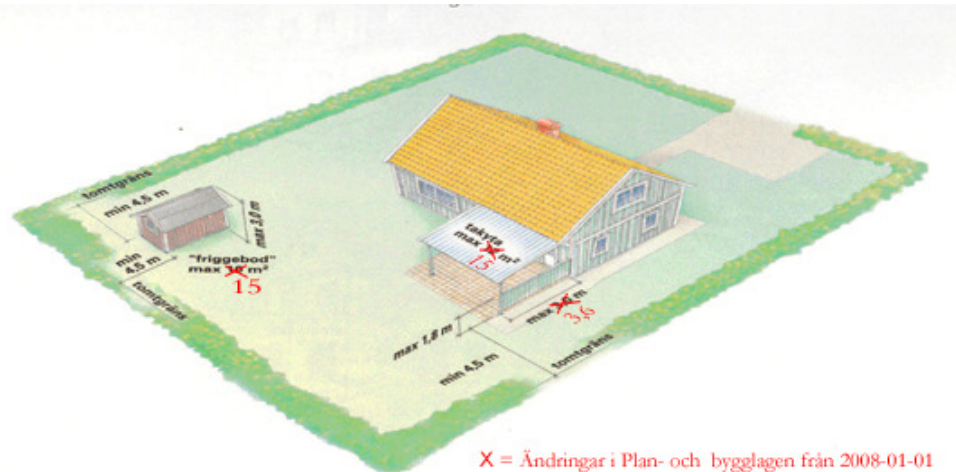 tomtgräns
min 4,5 m
max 3,0 m
min
4,5 m
"friggebod"
max m²
15
tomtgräns
takyta
max m²
15
max m
3,6
max 1,8 m
min 4,5 m
tomtgräns
X = Ändringar i Plan- och bygglagen från 2008-01-01